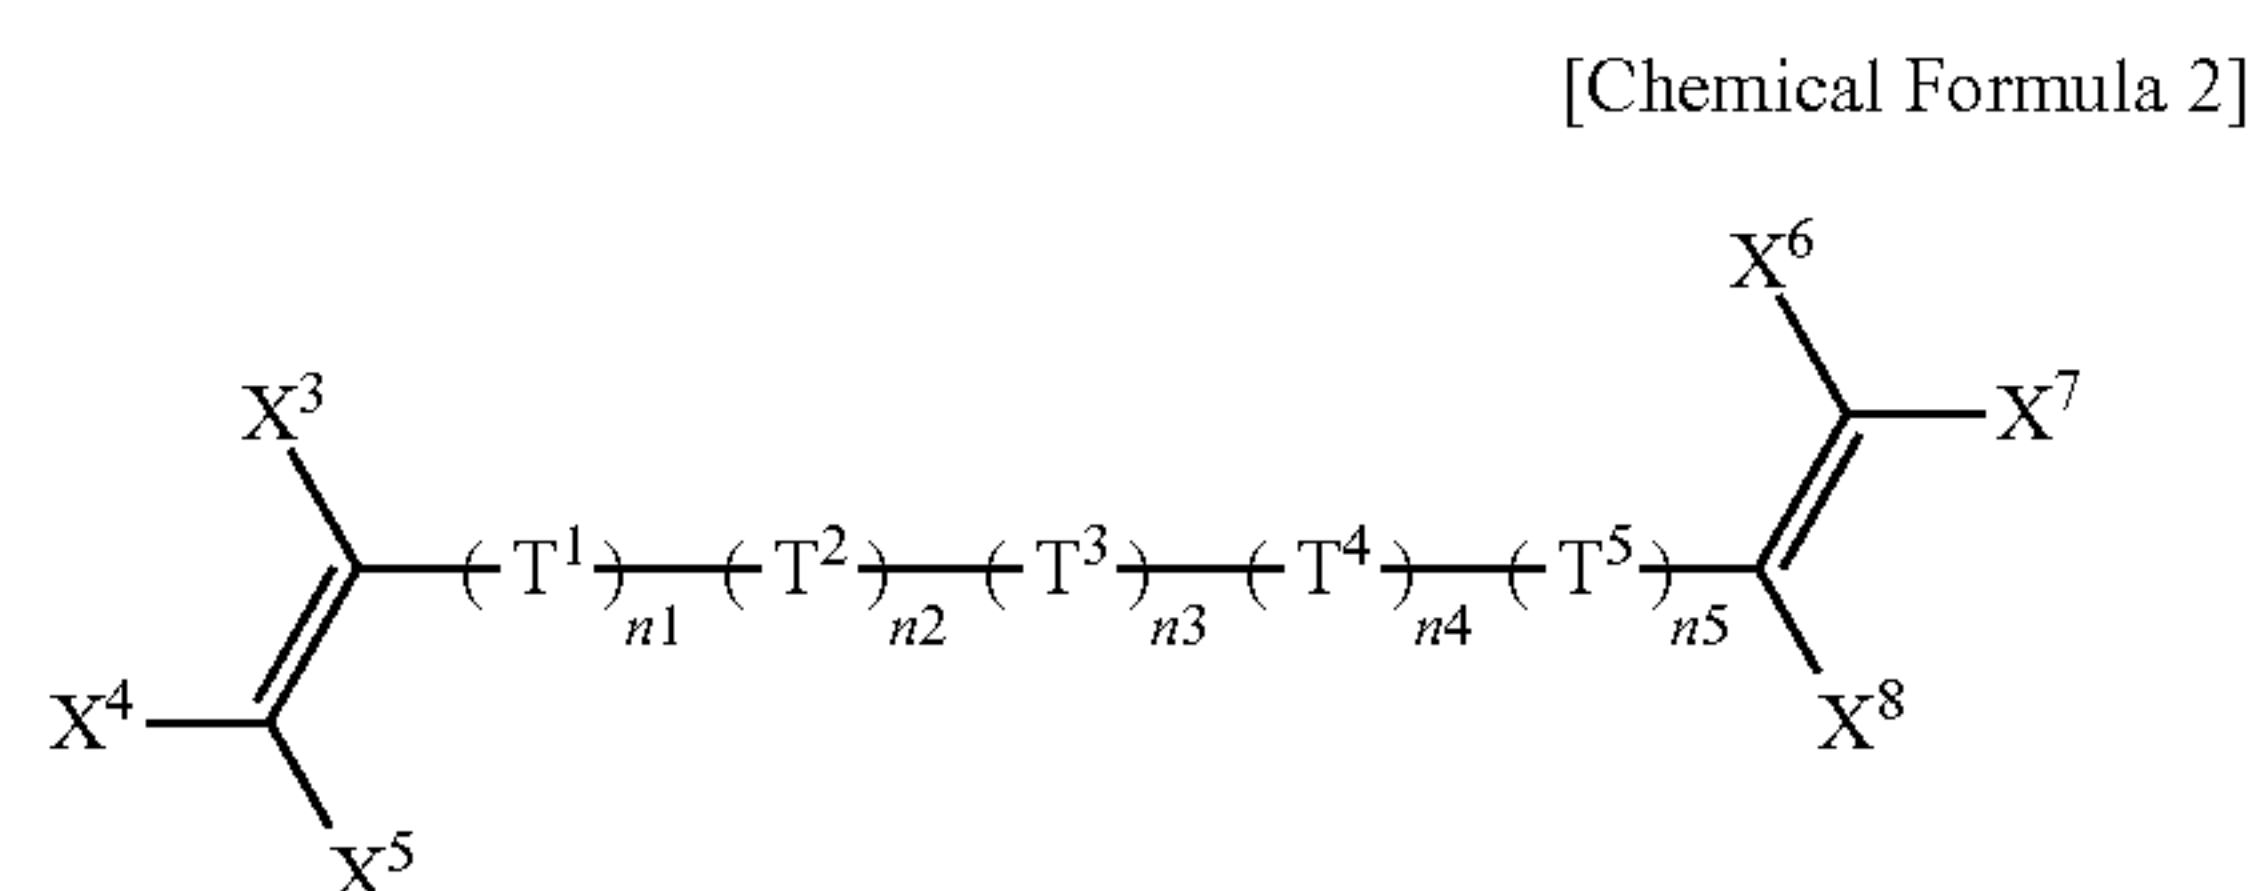 [Chemical Formula 2]
X⁶
X³ X⁷
( T¹ )n1 ( T² )n2 ( T³ )n3 ( T⁴ )n4 ( T⁵ )n5
X⁴ X⁸
X⁵